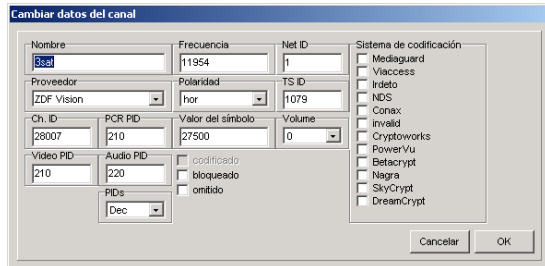 Cambiar datos del canal
Nombre Frecuencia Net ID Sistema de codificación
3sat 11954 1
Mediaguard
Viaccess
Irdeto
NDS
Conax
invalid
Cryptoworks
PowerVu
Betacrypt
Nagra
SkyCrypt
DreamCrypt
Proveedor Polaridad TS ID
ZDF Vision hor 1079
Ch. ID PCR PID Valor del símbolo Volume
28007 210 27500 0
Video PID Audio PID
210 220
codificado
bloqueado
omitido
PIDs
Dec
Cancelar OK